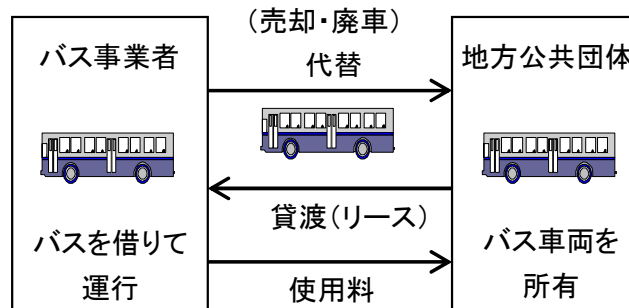 バス事業者
バスを借りて
運行
(売却・廃車)
代替
貸渡(リース)
使用料
地方公共団体
バス車両を
所有